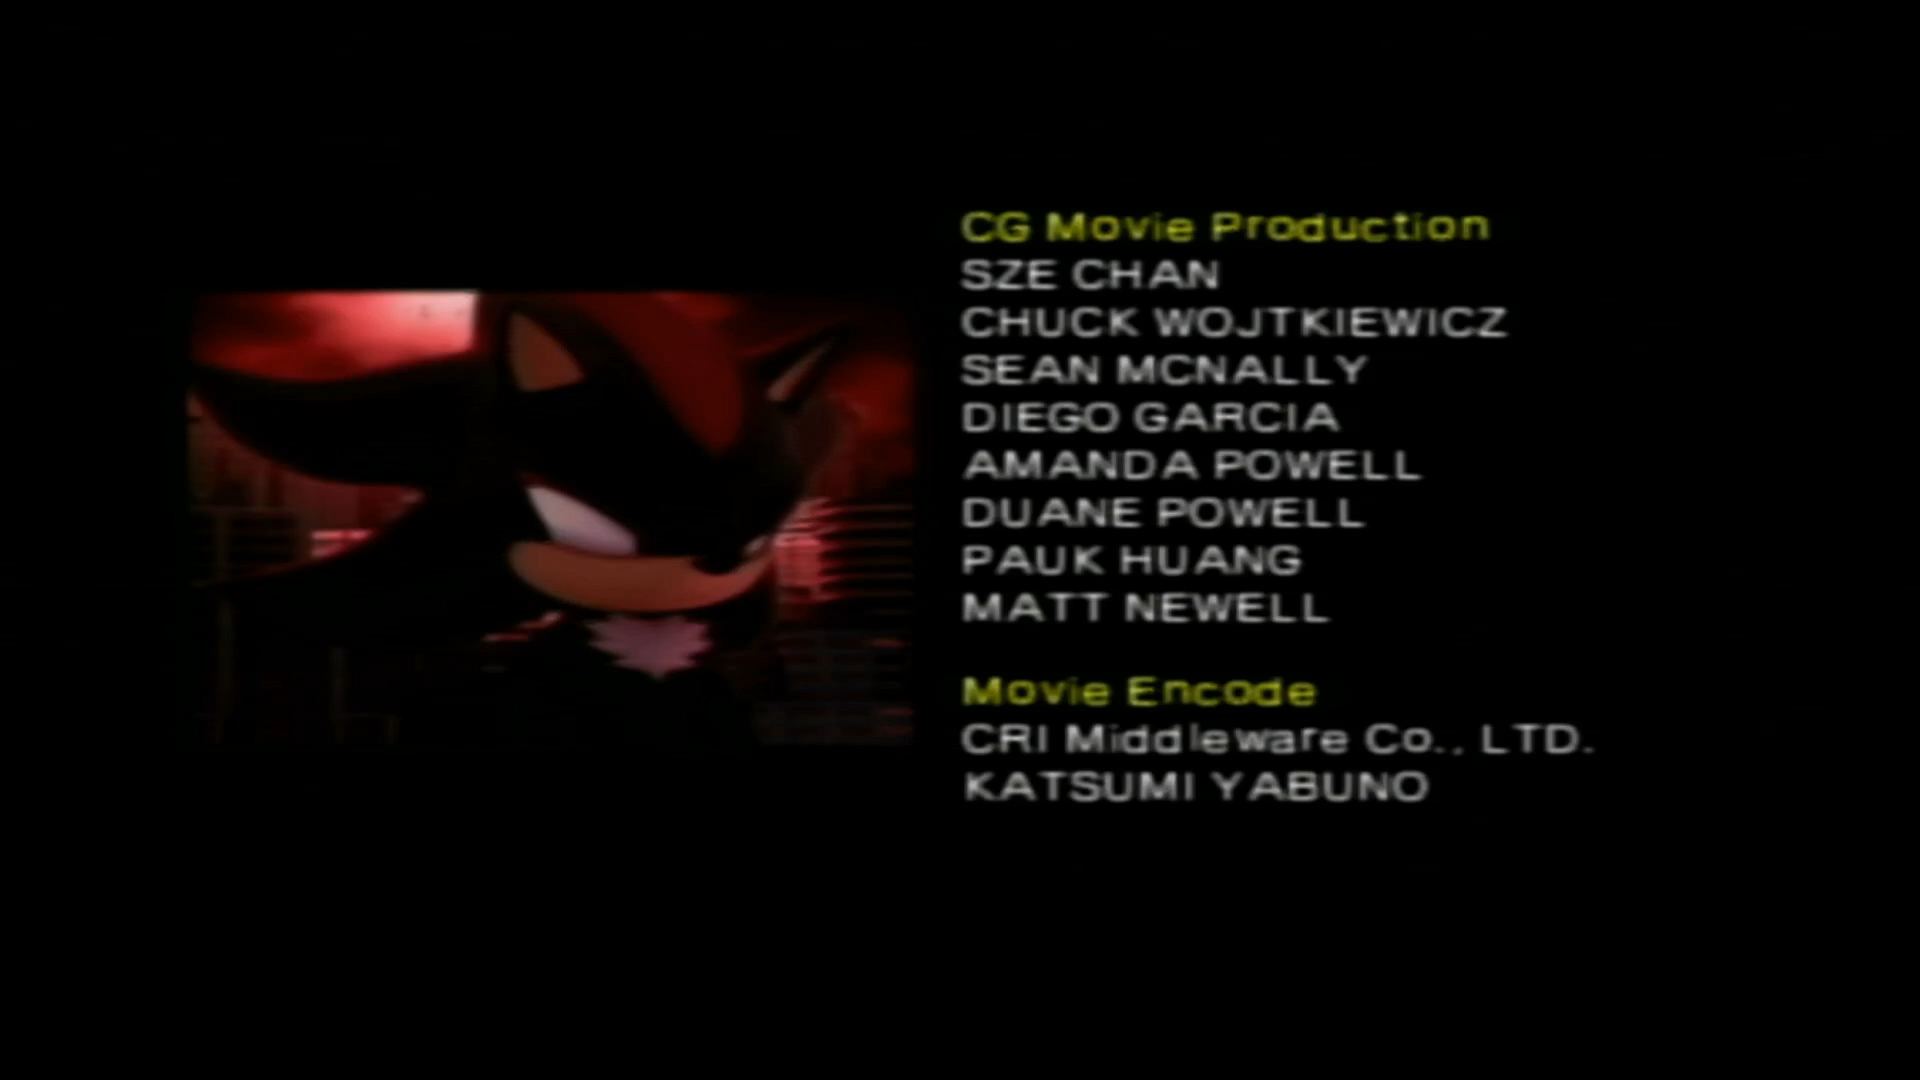 CG Movie Production
SZE CHAN
CHUCK WOJTKIEWICZ
SEAN MCNALLY
DIEGO GARCIA
AMANDA POWELL
DUANE POWELL
PAUK HUANG
MATT NEWELL
Movie Encode
CRI Middleware Co., LTD.
KATSUMI YABUNO